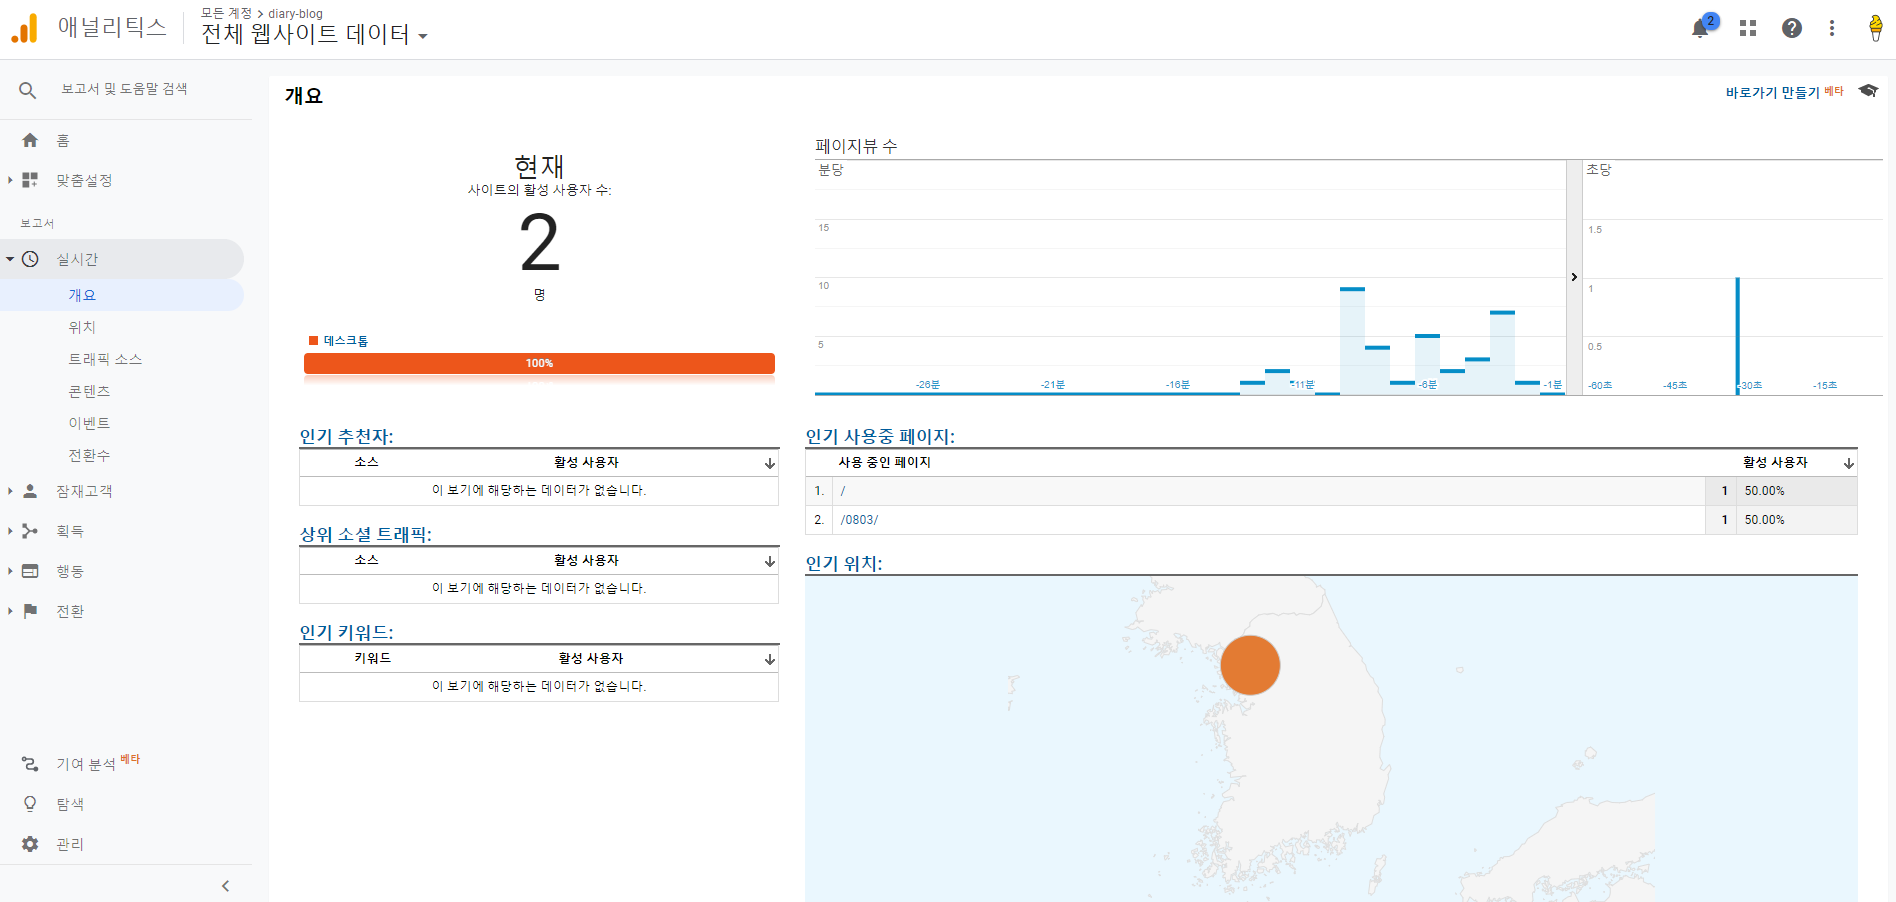 애널리틱스
모든 계정 > diary-blog
전체 웹사이트 데이터
2
보고서 및 도움말 검색
홈
맞춤설정
보고서
실시간
개요
위치
트래픽 소스
콘텐츠
이벤트
전환수
잠재고객
획득
행동
전환
기여 분석 베타
탐색
관리
개요
바로가기 만들기 베타
현재
사이트의 활성 사용자 수:
2
명
데스크톱
100%
페이지뷰 수
분당
15
10
5
-26분 -21분 -16분 -11분 -6분 -1분
초당
1.5
1
0.5
-60초 -45초 -30초 -15초
인기 추천자:
소스 활성 사용자
이 보기에 해당하는 데이터가 없습니다.
상위 소셜 트래픽:
소스 활성 사용자
이 보기에 해당하는 데이터가 없습니다.
인기 키워드:
키워드 활성 사용자
이 보기에 해당하는 데이터가 없습니다.
인기 사용중 페이지:
사용 중인 페이지 활성 사용자
1. / 1 50.00%
2. /0803/ 1 50.00%
인기 위치: